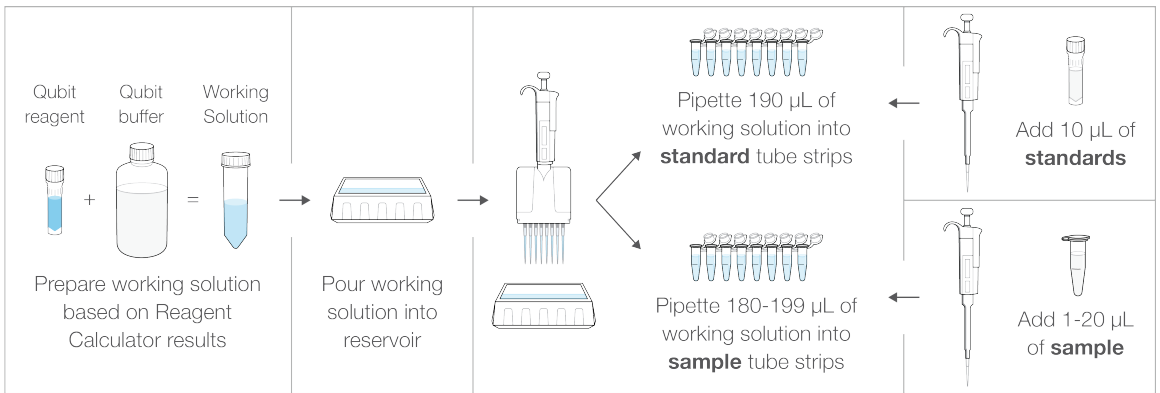 Qubit
reagent
Qubit
buffer
Working
Solution
+
=
Prepare working solution
based on Reagent
Calculator results
Pour working
solution into
reservoir
Pipette 190 µL of
working solution into
standard tube strips
Pipette 180-199 µL of
working solution into
sample tube strips
Add 10 µL of
standards
Add 1-20 µL
of sample